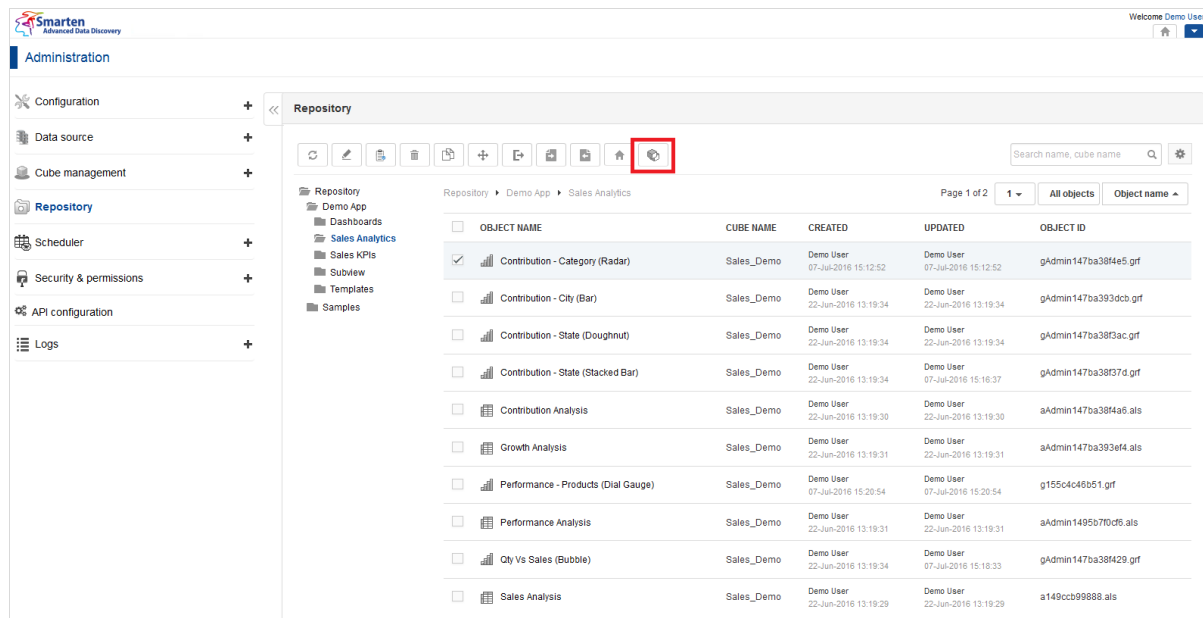 Smarten
Advanced Data Discovery
Welcome Demo User
Administration
Configuration
Data source
Cube management
Repository
Scheduler
Security & permissions
API configuration
Logs
Repository
Search name, cube name
Repository
Demo App
Dashboards
Sales Analytics
Sales KPIs
Subview
Templates
Samples
Repository Demo App Sales Analytics
Page 1 of 2 1 All objects Object name
OBJECT NAME CUBE NAME CREATED UPDATED OBJECT ID
Contribution - Category (Radar) Sales_Demo Demo User 07-Jul-2016 15:12:52 Demo User 07-Jul-2016 15:12:52 gAdmin147ba38f4e5.grf
Contribution - City (Bar) Sales_Demo Demo User 22-Jun-2016 13:19:34 Demo User 22-Jun-2016 13:19:34 gAdmin147ba393dcb.grf
Contribution - State (Doughnut) Sales_Demo Demo User 22-Jun-2016 13:19:34 Demo User 22-Jun-2016 13:19:34 gAdmin147ba38f3ac.grf
Contribution - State (Stacked Bar) Sales_Demo Demo User 22-Jun-2016 13:19:34 Demo User 07-Jul-2016 15:16:37 gAdmin147ba38f37d.grf
Contribution Analysis Sales_Demo Demo User 22-Jun-2016 13:19:30 Demo User 22-Jun-2016 13:19:30 aAdmin147ba38f4a6.als
Growth Analysis Sales_Demo Demo User 22-Jun-2016 13:19:31 Demo User 22-Jun-2016 13:19:31 aAdmin147ba393ef4.als
Performance - Products (Dial Gauge) Sales_Demo Demo User 07-Jul-2016 15:20:54 Demo User 07-Jul-2016 15:20:54 g155c4c46b51.grf
Performance Analysis Sales_Demo Demo User 22-Jun-2016 13:19:31 Demo User 22-Jun-2016 13:19:31 aAdmin1495b7f0cf6.als
Qty Vs Sales (Bubble) Sales_Demo Demo User 22-Jun-2016 13:19:34 Demo User 07-Jul-2016 15:18:33 gAdmin147ba38f429.grf
Sales Analysis Sales_Demo Demo User 22-Jun-2016 13:19:29 Demo User 22-Jun-2016 13:19:29 a149ccb99888.als